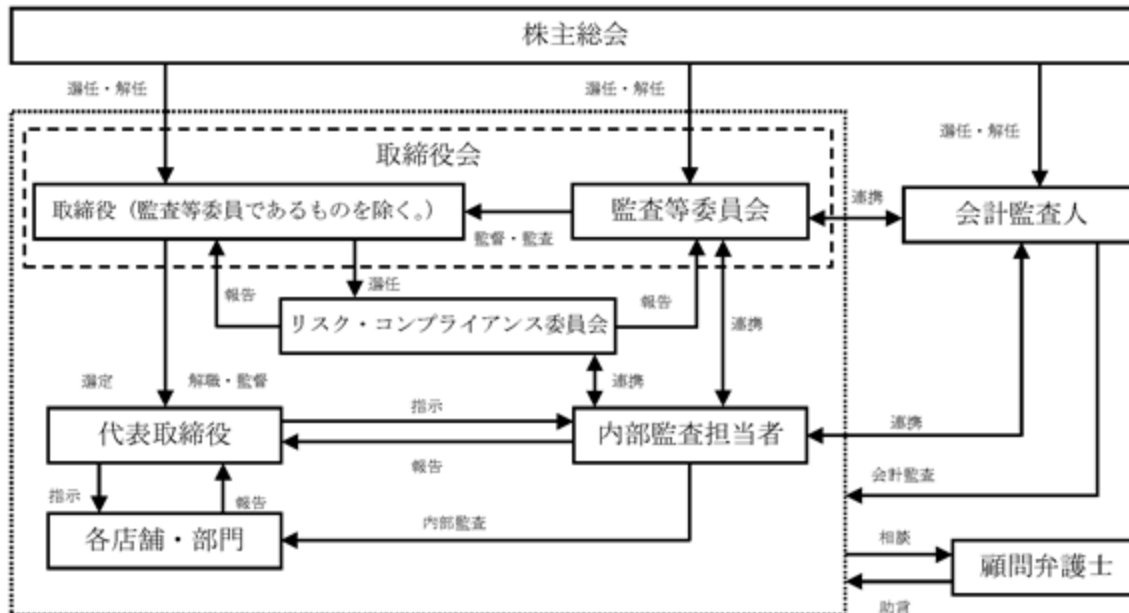 株主総会
選任・解任
選任・解任
選任・解任
取締役会
取締役（監査等委員であるものを除く。）
監督・監査
監査等委員会
連携
会計監査人
報告
選任
リスク・コンプライアンス委員会
報告
連携
連携
選定
解職・監督
代表取締役
指示
報告
内部監査担当者
連携
会計監査
指示
報告
各店舗・部門
内部監査
相談
助言
顧問弁護士